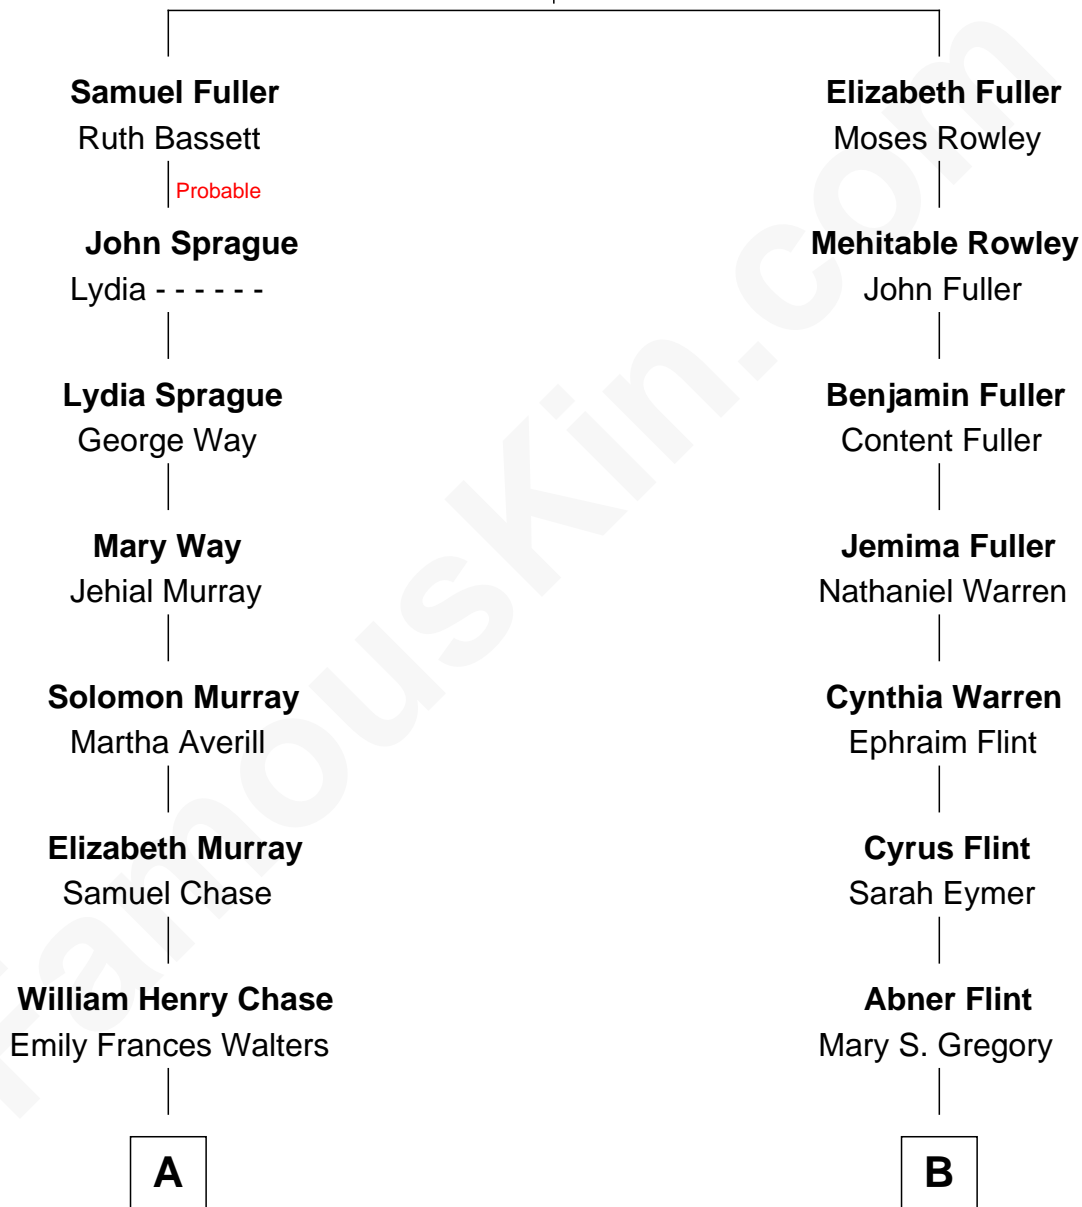 Samuel Fuller
Ruth Bassett
Probable
John Sprague
Lydia - - - - - -
Lydia Sprague
George Way
Mary Way
Jehial Murray
Solomon Murray
Martha Averill
Elizabeth Murray
Samuel Chase
William Henry Chase
Emily Frances Walters
A
Elizabeth Fuller
Moses Rowley
Mehitable Rowley
John Fuller
Benjamin Fuller
Content Fuller
Jemima Fuller
Nathaniel Warren
Cynthia Warren
Ephraim Flint
Cyrus Flint
Sarah Eymer
Abner Flint
Mary S. Gregory
B
FamousKin.com